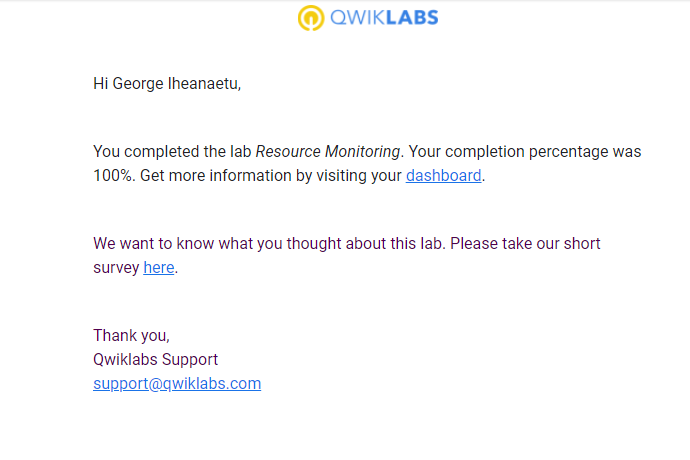 QWIKLABS
Hi George Iheanaetu,
You completed the lab Resource Monitoring. Your completion percentage was
100%. Get more information by visiting your dashboard.
We want to know what you thought about this lab. Please take our short
survey here.
Thank you,
Qwiklabs Support
support@qwiklabs.com